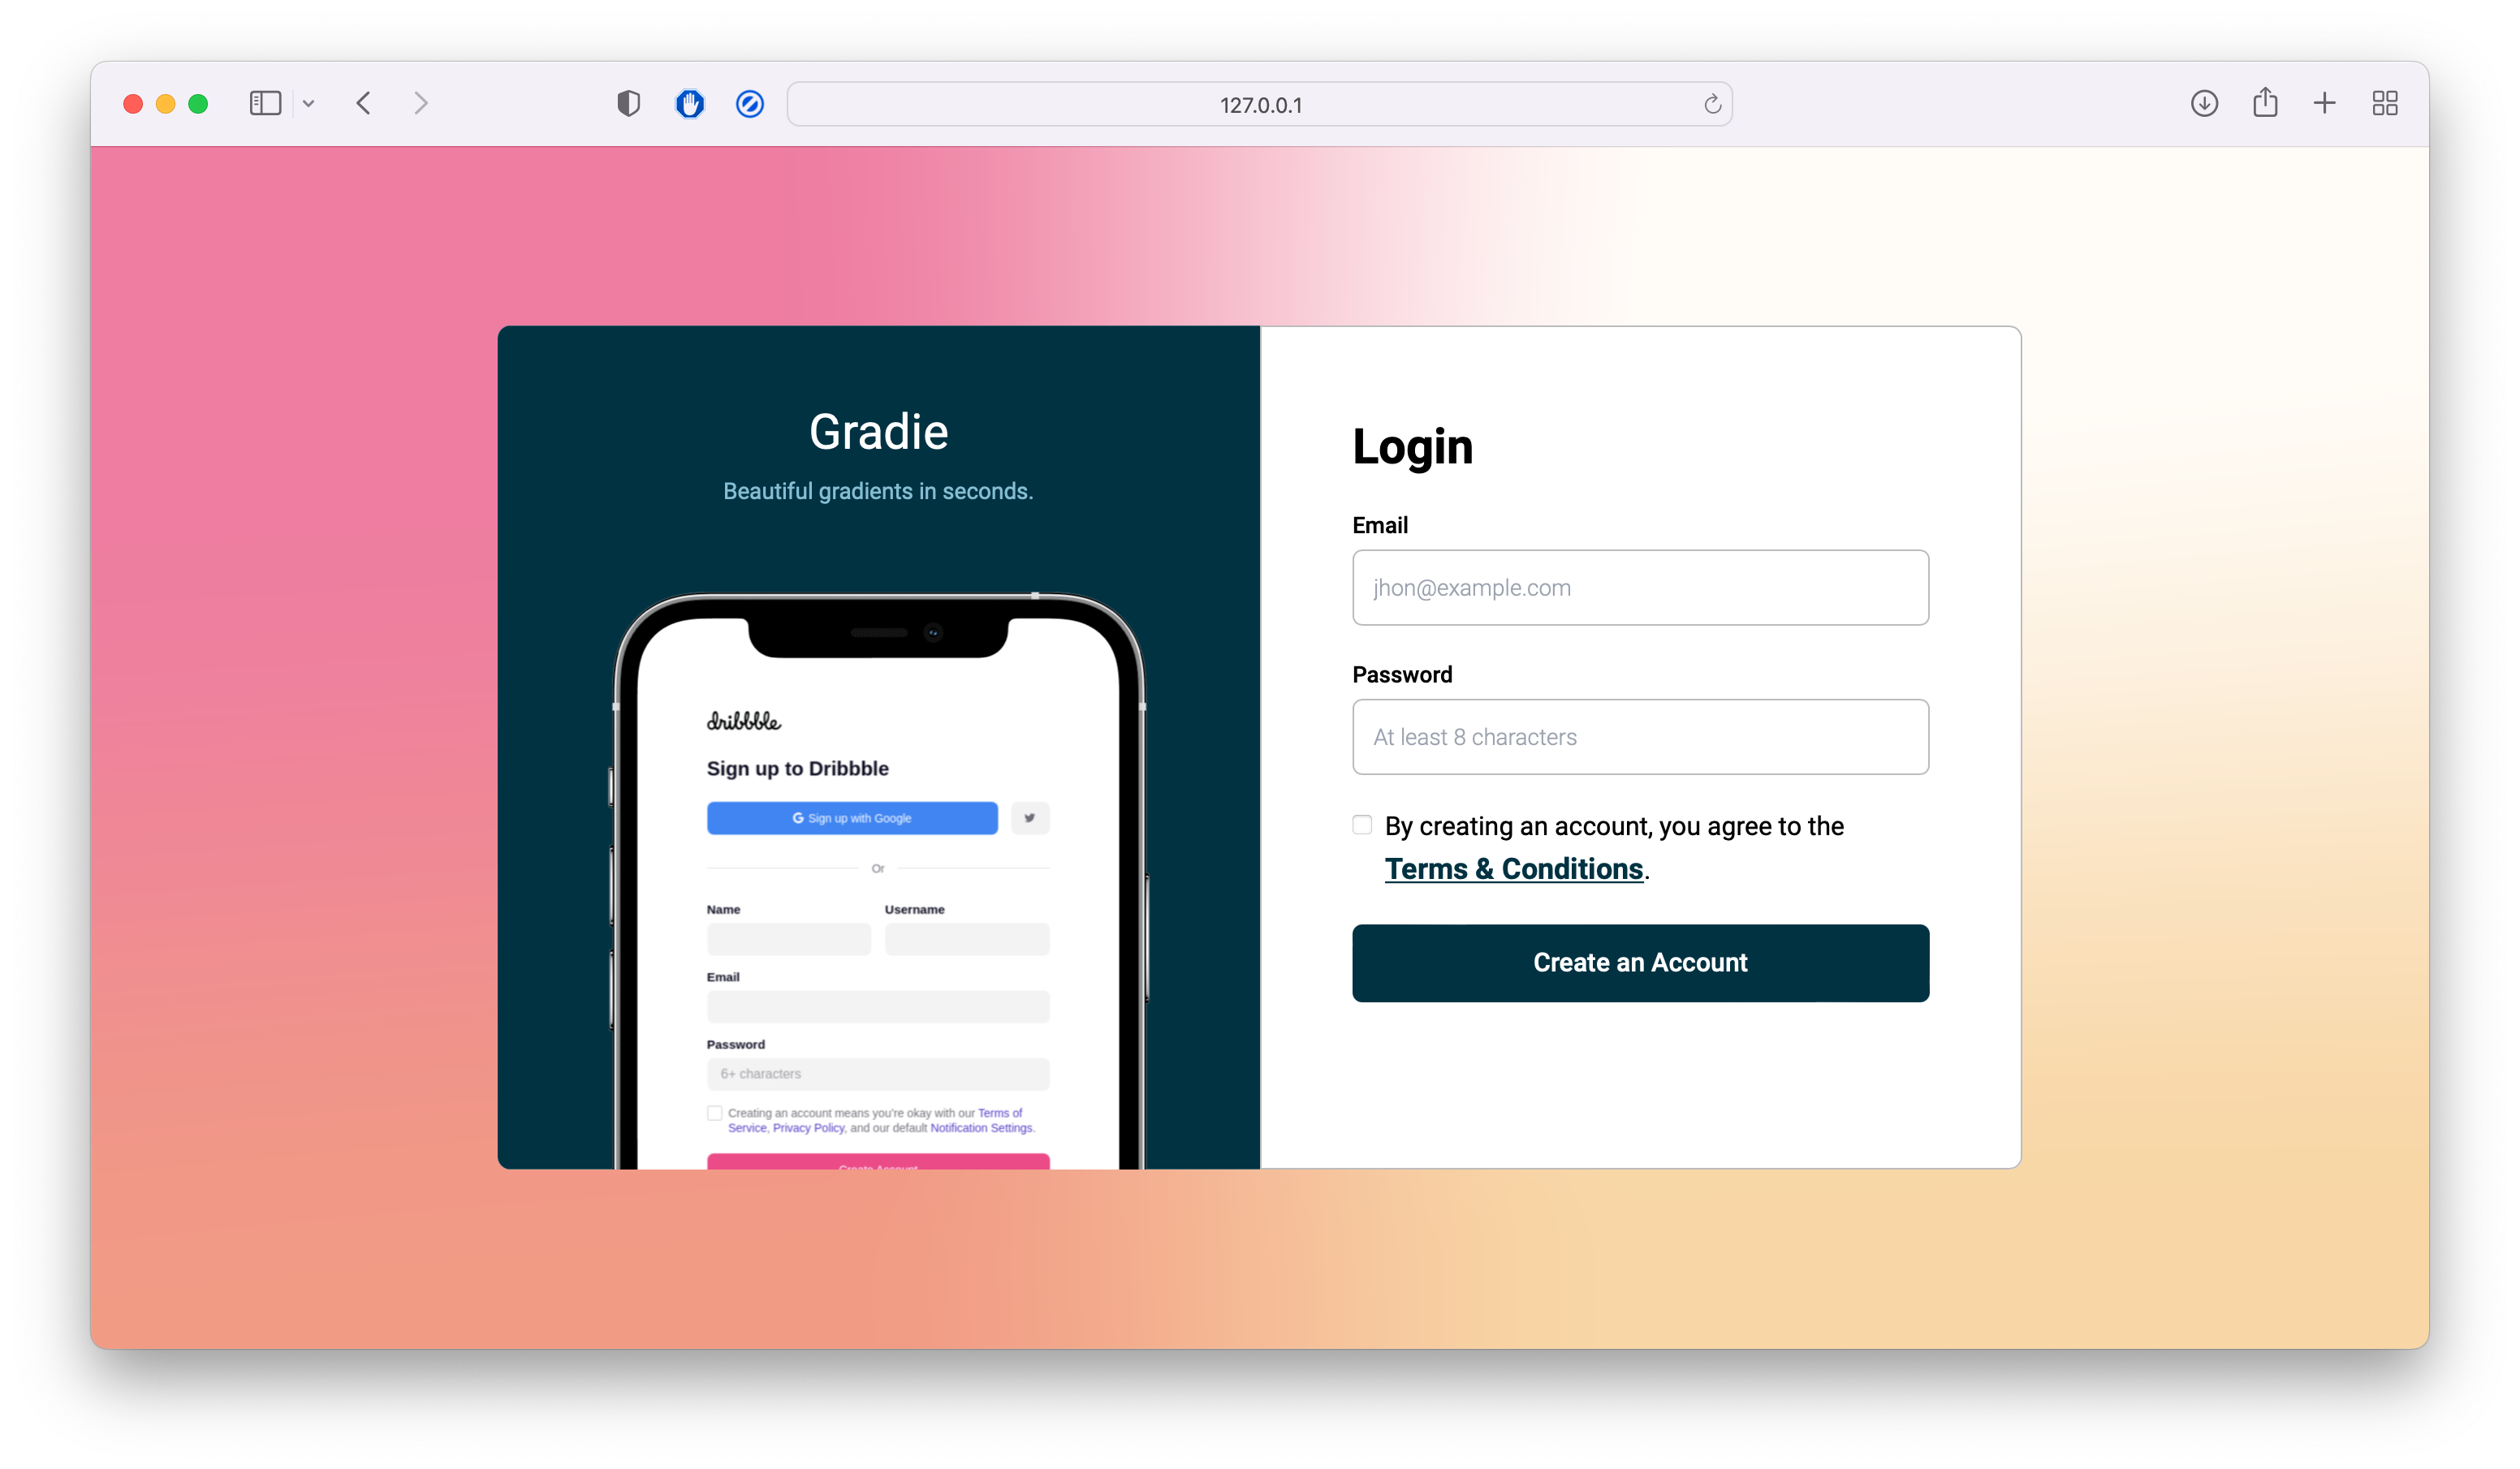 127.0.0.1
Gradie
Beautiful gradients in seconds.
dribbble
Sign up to Dribbble
G Sign up with Google
Or
Name Username
Email
Password
6+ characters
Creating an account means you're okay with our Terms of
Service, Privacy Policy, and our default Notification Settings.
Create Account
Login
Email
jhon@example.com
Password
At least 8 characters
By creating an account, you agree to the
Terms & Conditions.
Create an Account